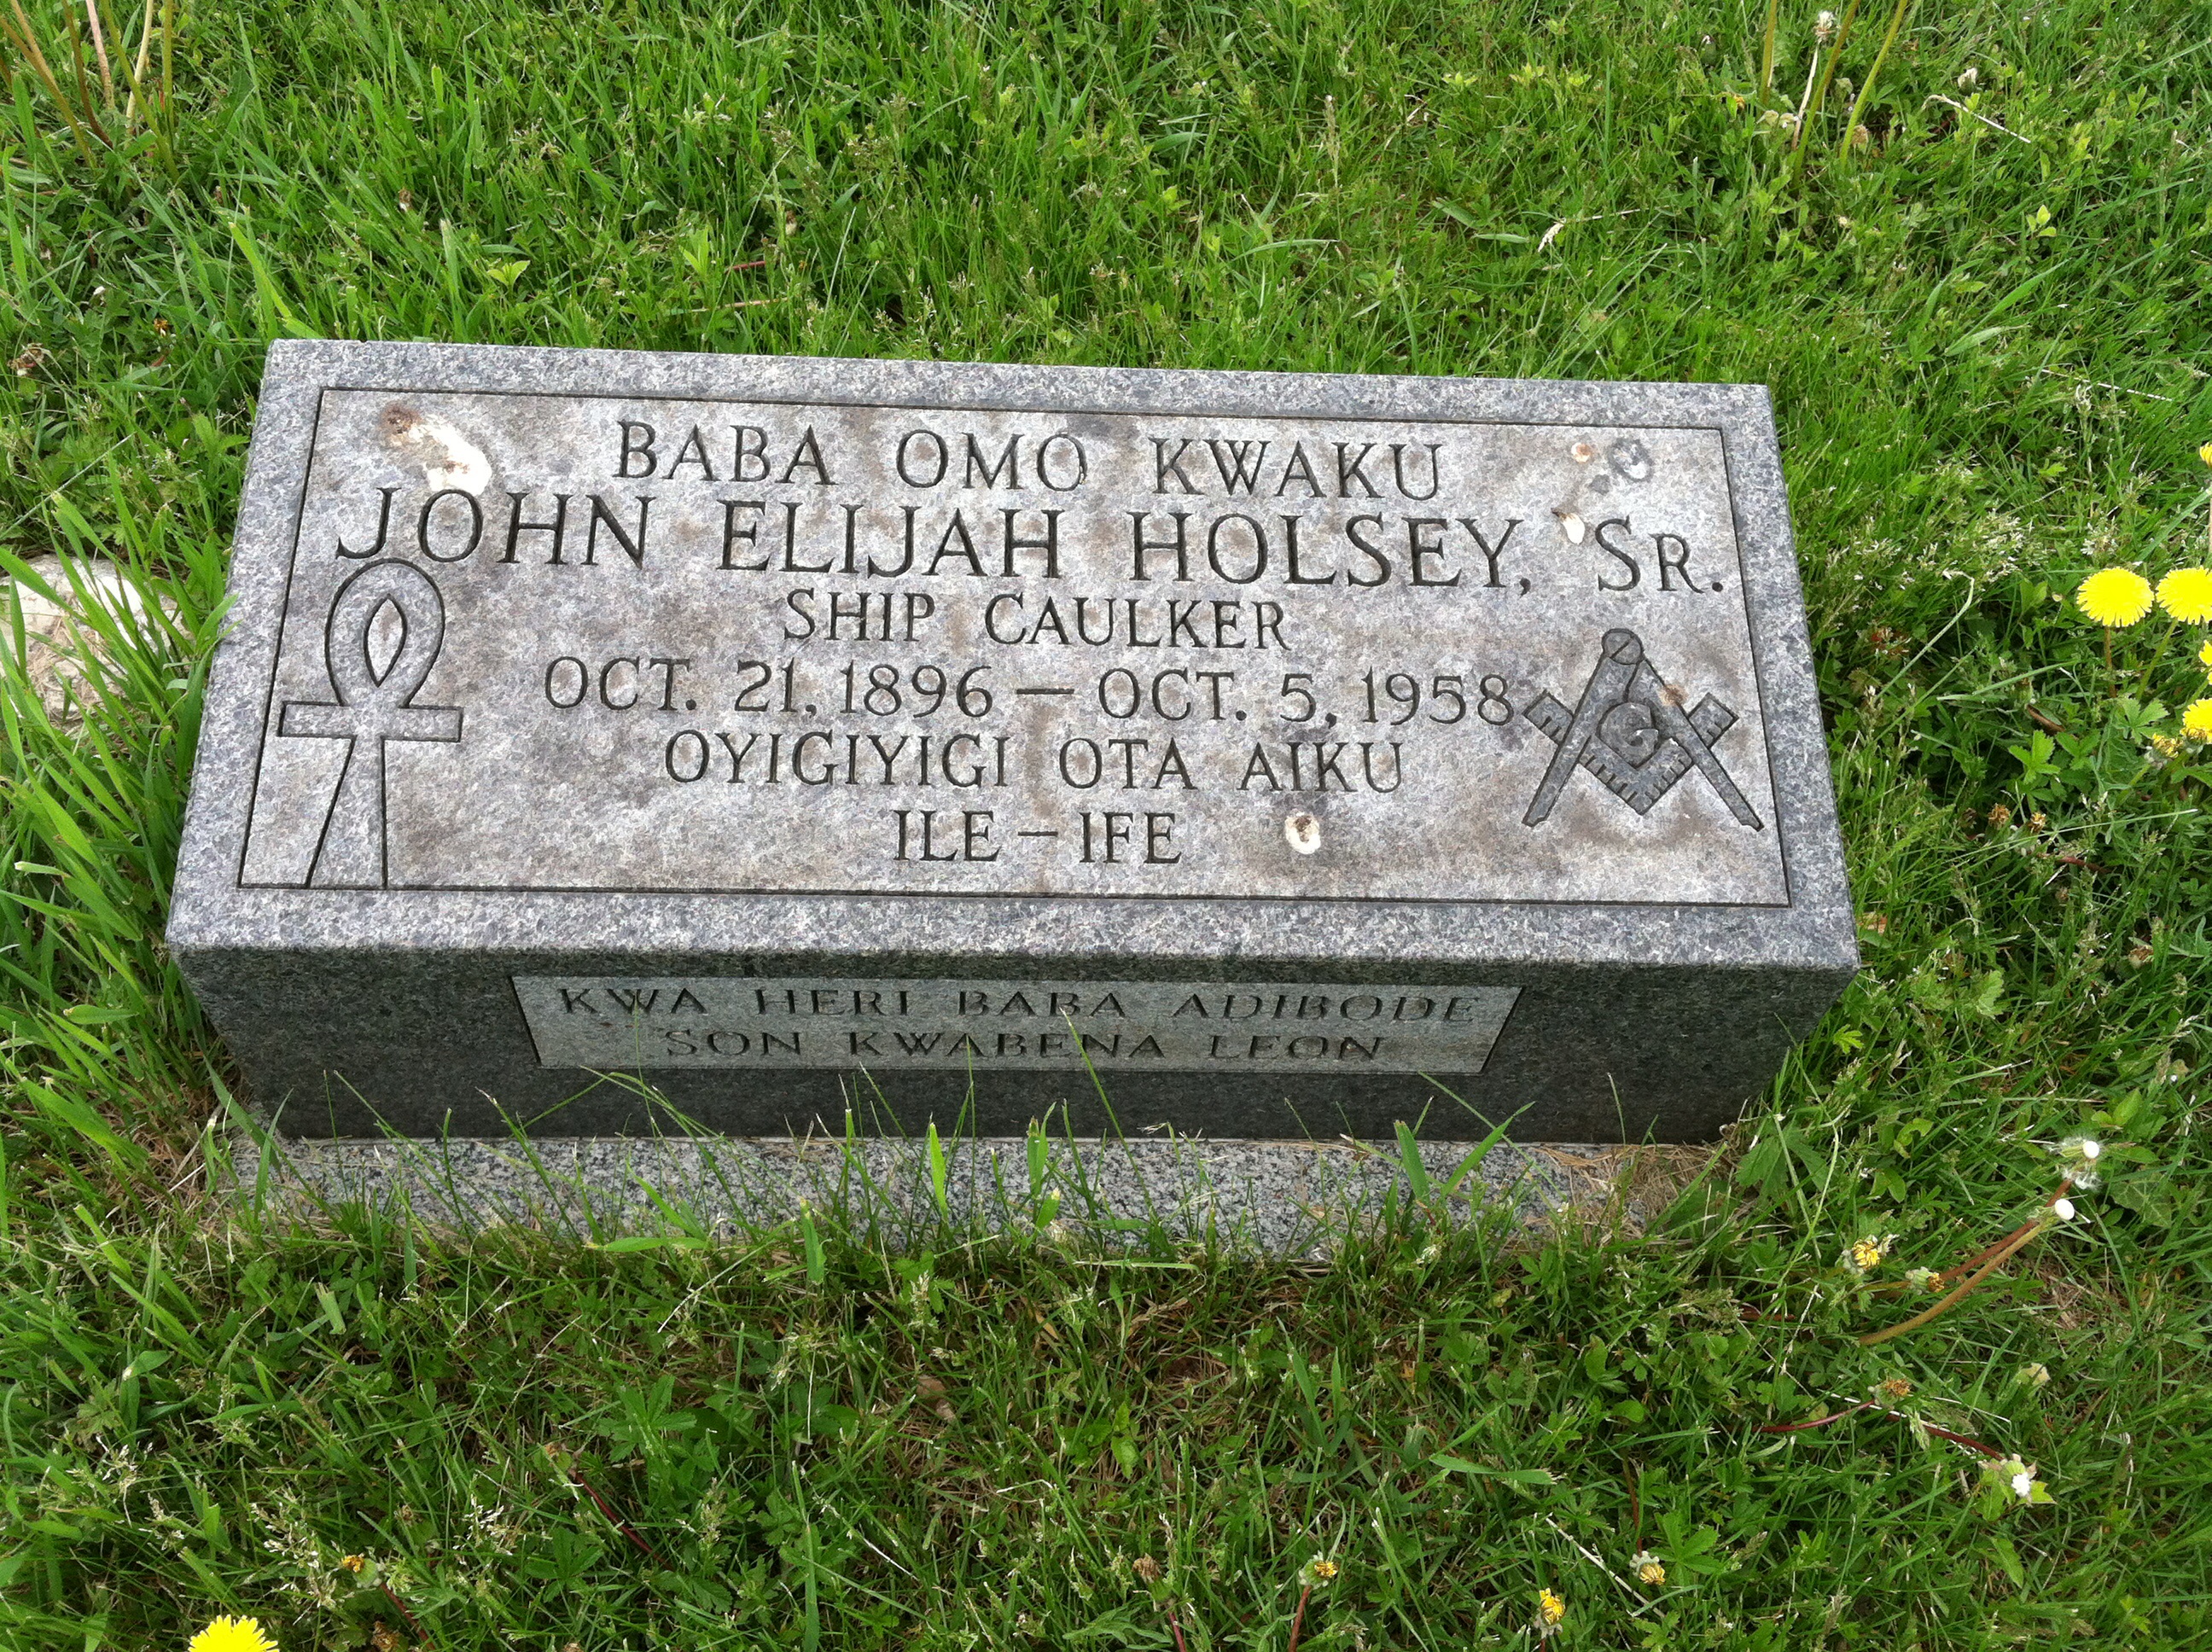 BABA OMO KWAKU
JOHN ELIJAH HOLSEY, SR.
SHIP CAULKER
OCT. 21, 1896 — OCT. 5, 1958
OYIGIYIGI OTA AIKU
ILE – IFE
G
KWA HERI BABA ADIBODE
SON KWABENA LEON